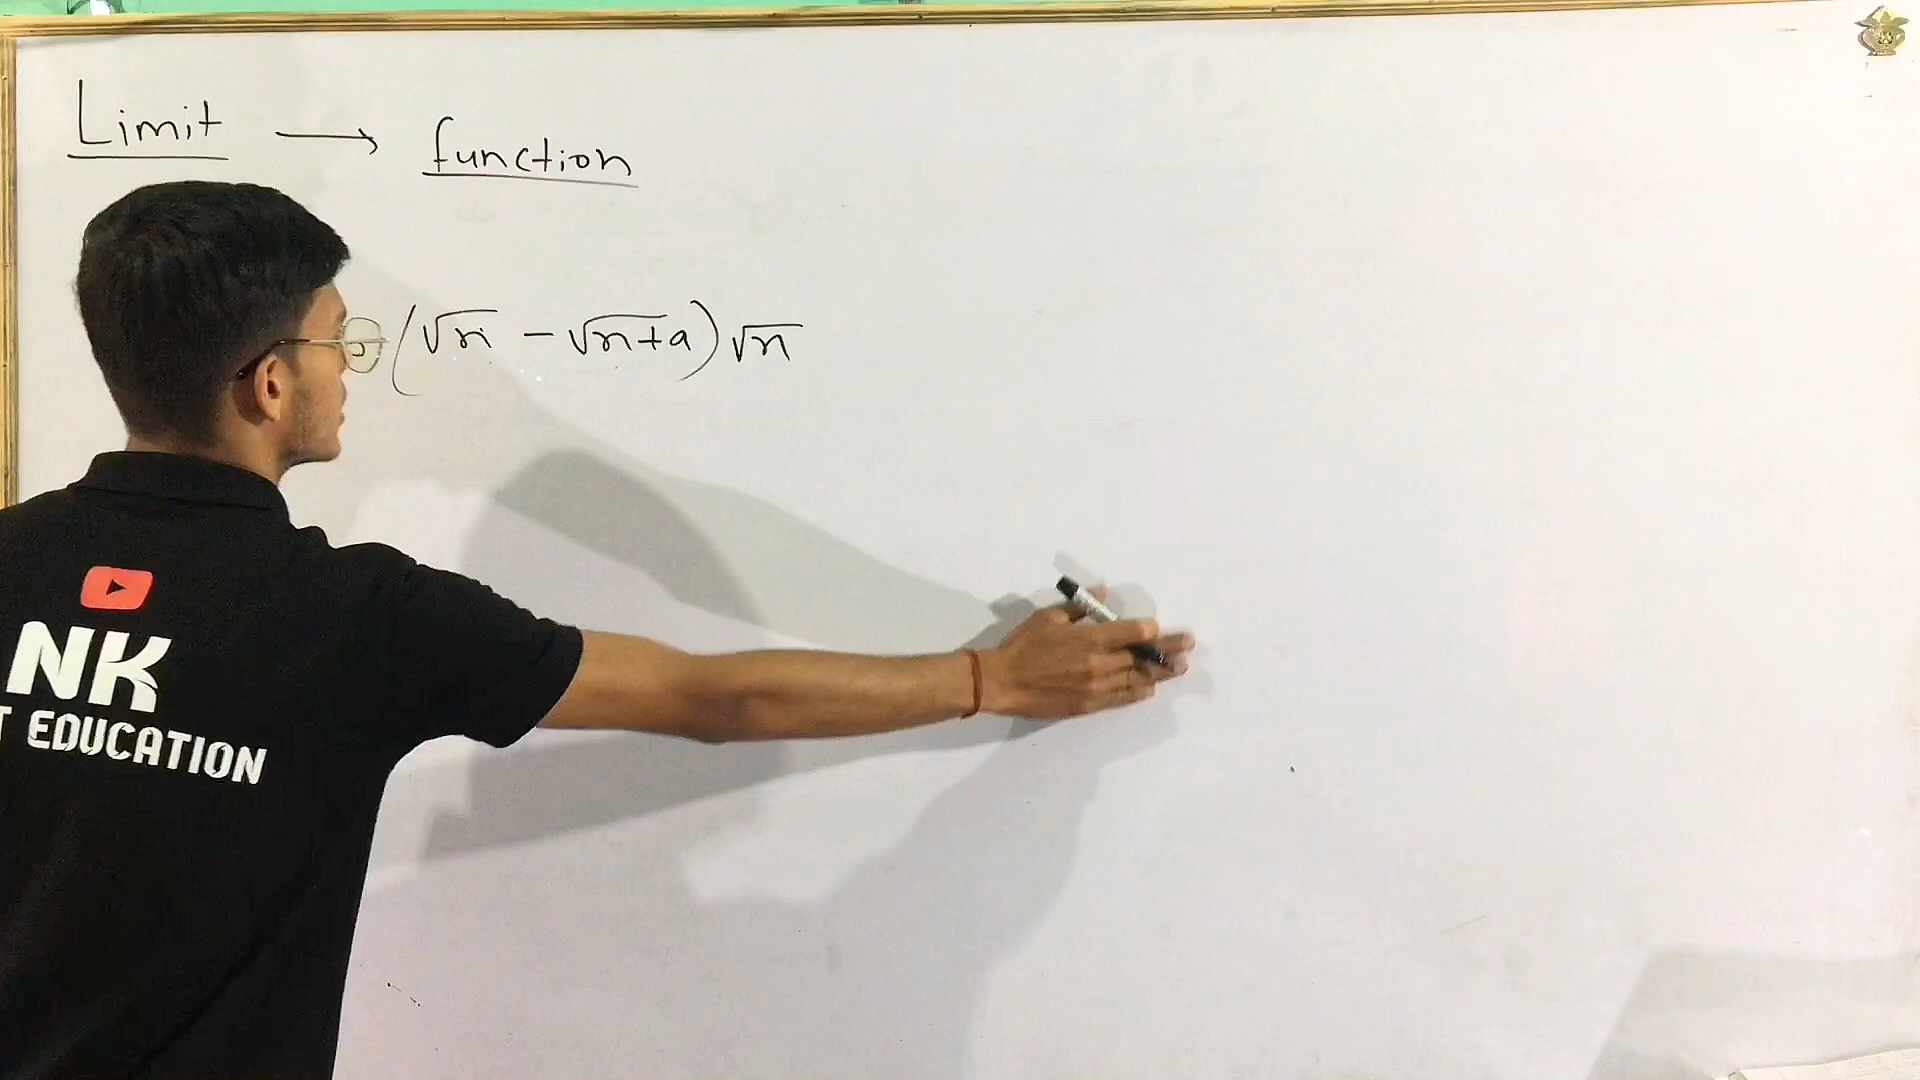 Limit → function
(√x - √x+a) √x
NK
T EDUCATION